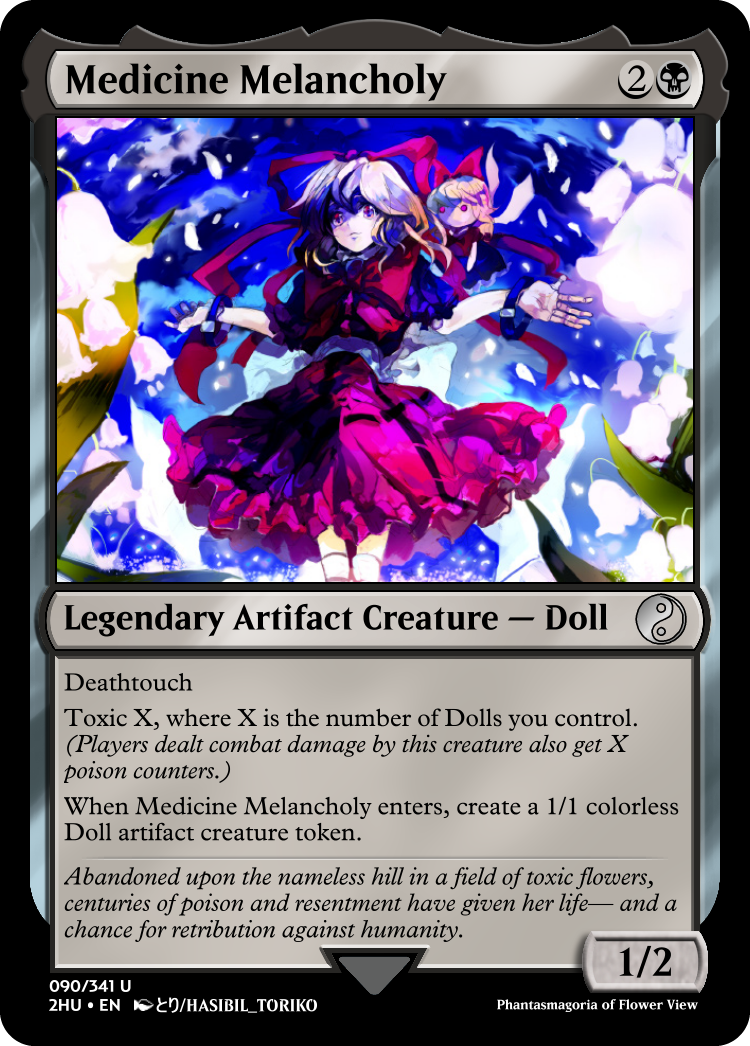 Medicine Melancholy 2
Legendary Artifact Creature — Doll
Deathtouch
Toxic X, where X is the number of Dolls you control.
(Players dealt combat damage by this creature also get X
poison counters.)
When Medicine Melancholy enters, create a 1/1 colorless
Doll artifact creature token.
Abandoned upon the nameless hill in a field of toxic flowers,
centuries of poison and resentment have given her life— and a
chance for retribution against humanity.
1/2
090/341 U
2HU • EN とり/HASIBIL_TORIKO
Phantasmagoria of Flower View